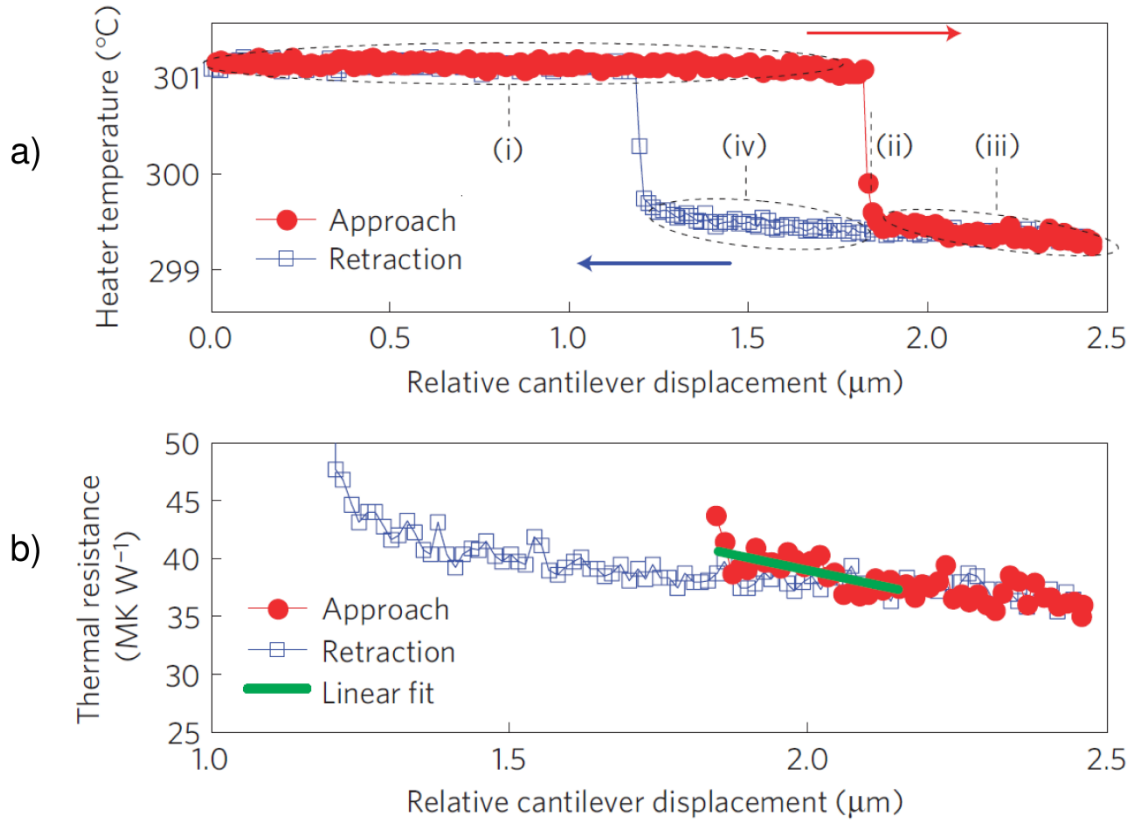 a)
Heater temperature (°C)
301
300
299
(i)
(iv)
(ii)
(iii)
Approach
Retraction
0.0
0.5
1.0
1.5
2.0
2.5
Relative cantilever displacement (μm)
b)
Thermal resistance
(MK W⁻¹)
50
45
40
35
30
25
Approach
Retraction
Linear fit
1.0
1.5
2.0
2.5
Relative cantilever displacement (μm)